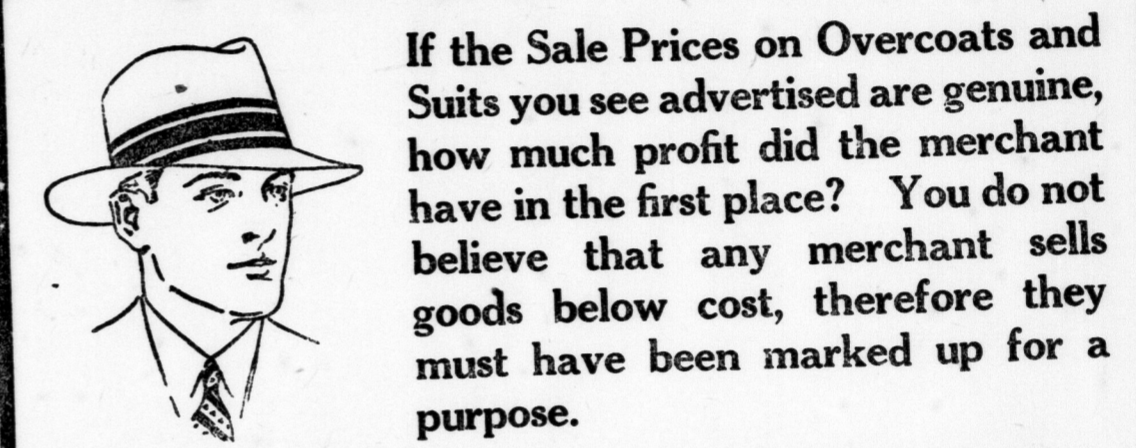 If the Sale Prices on Overcoats and
Suits you see advertised are genuine,
how much profit did the merchant
have in the first place? You do not
believe that any merchant sells
goods below cost, therefore they
must have been marked up for a
purpose.